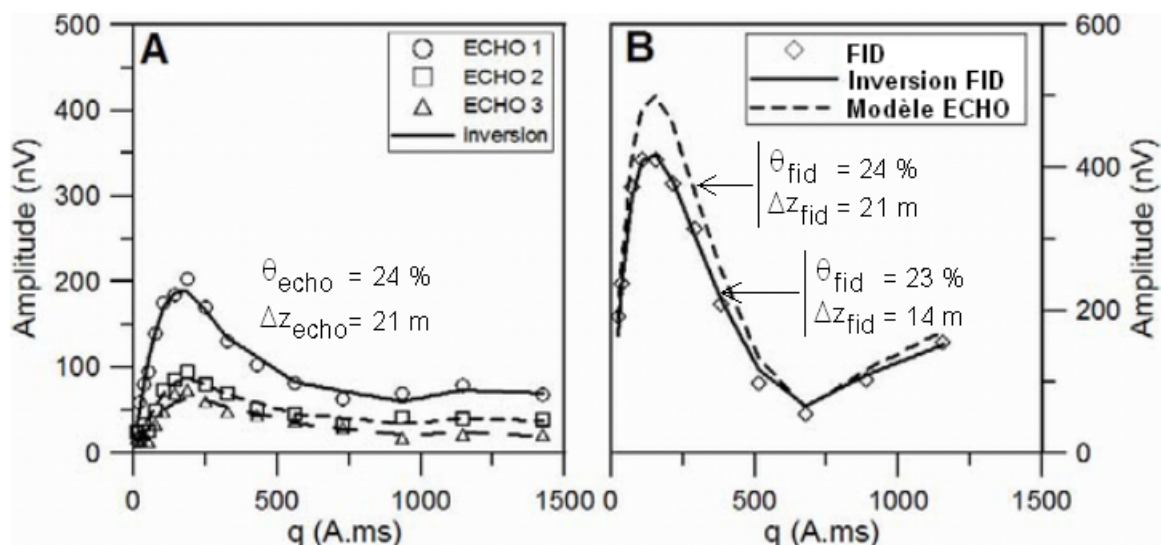 A
ECHO 1
ECHO 2
ECHO 3
inversion
θecho = 24 %
Δzecho = 21 m
500
400
300
200
100
0
Amplitude (nV)
0
500
1000
1500
q (A.ms)
B
FID
Inversion FID
Modèle ECHO
θfid = 24 %
Δzfid = 21 m
θfid = 23 %
Δzfid = 14 m
600
400
200
0
Amplitude (nV)
0
500
1000
1500
q (A.ms)